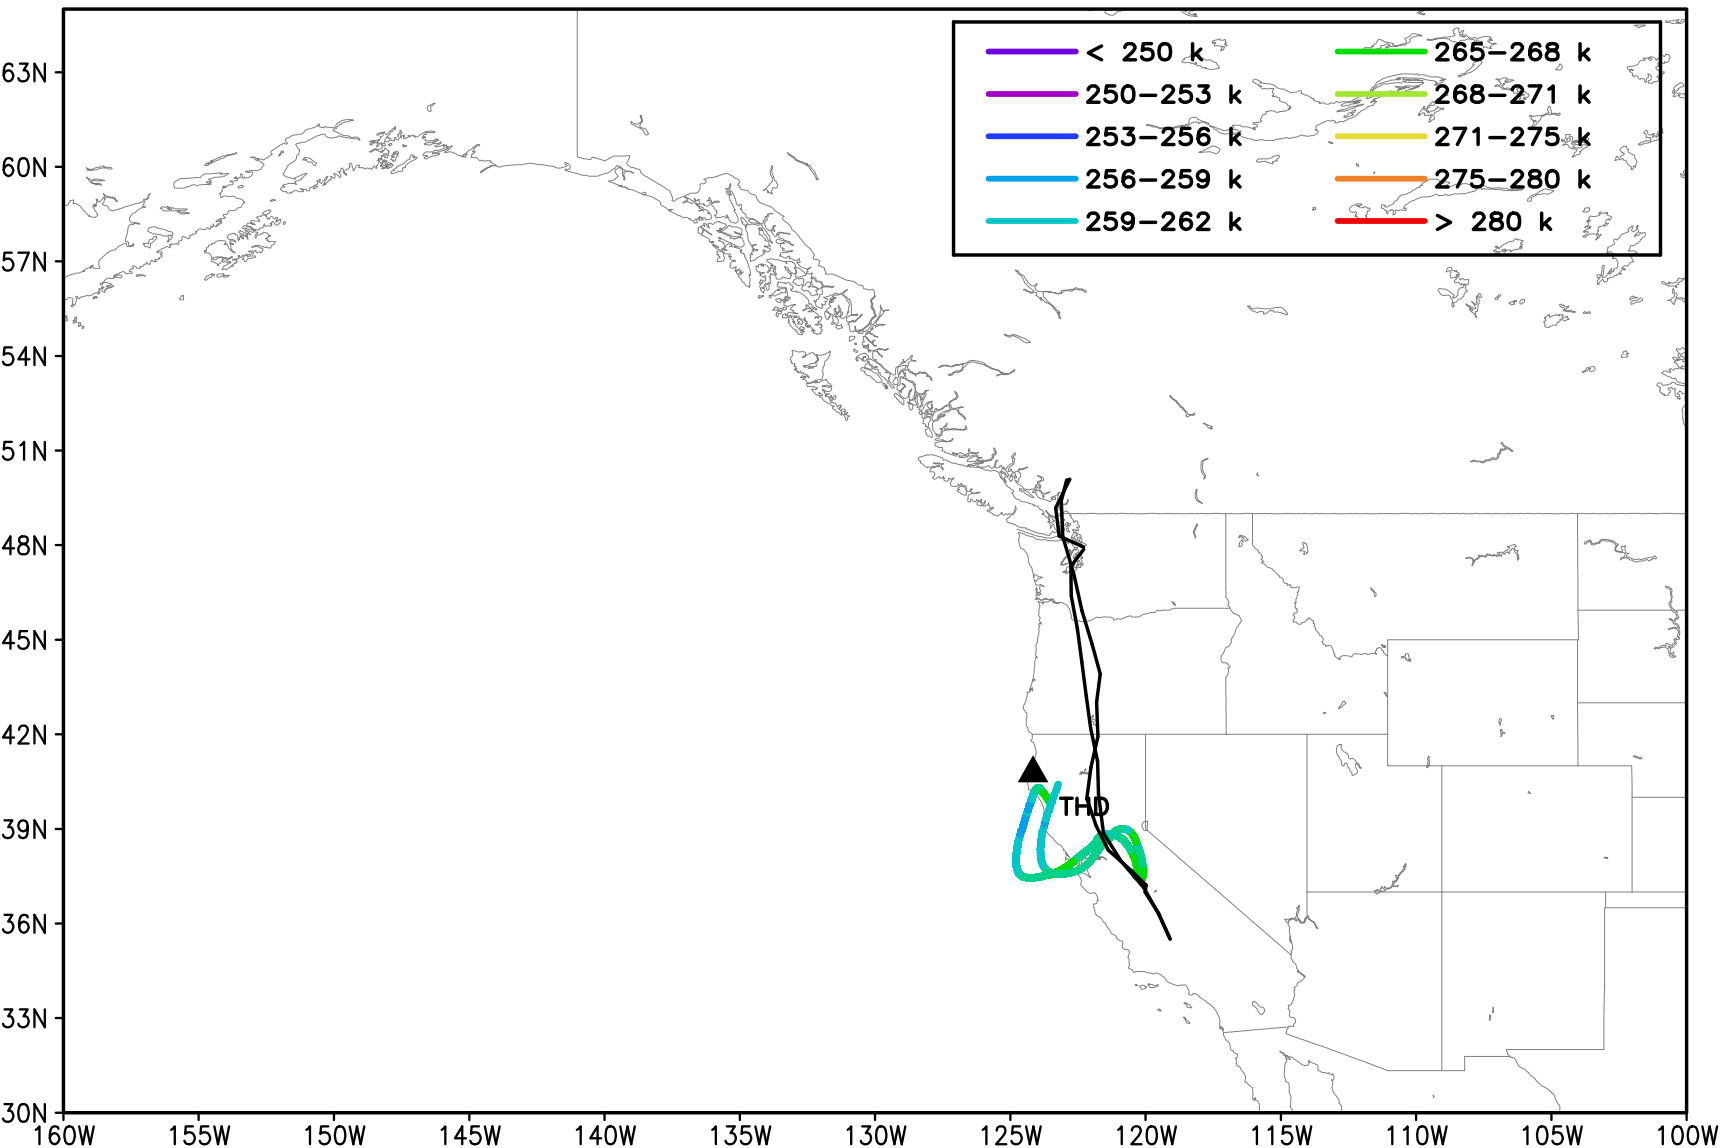 < 250 k
250-253 k
253-256 k
256-259 k
259-262 k
265-268 k
268-271 k
271-275 k
275-280 k
> 280 k
63N
60N
57N
54N
51N
48N
45N
42N
39N
36N
33N
30N
THD
160W 155W 150W 145W 140W 135W 130W 125W 120W 115W 110W 105W 100W